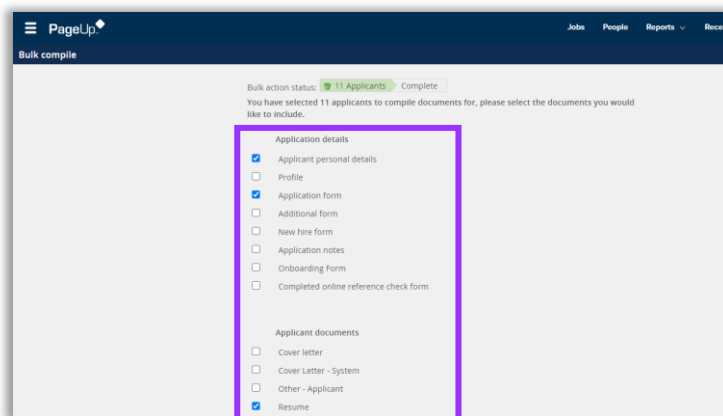 PageUp
Jobs People Reports
Bulk compile
Bulk action status: 11 Applicants Complete
You have selected 11 applicants to compile documents for, please select the documents you would
like to include.
Application details
Applicant personal details
Profile
Application form
Additional form
New hire form
Application notes
Onboarding Form
Completed online reference check form
Applicant documents
Cover letter
Cover Letter - System
Other - Applicant
Resume